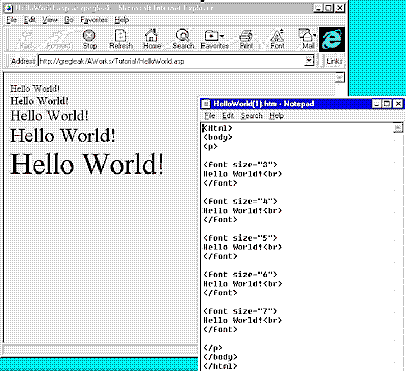 HelloWorld.asp at gregleak - Microsoft Internet Explorer
File Edit View Go Favorites Help
Stop Refresh Home Search Favorites Print Font Mail
Address http://gregleak/AWorks/Tutorial/HelloWorld.asp Links
Hello World!
Hello World!
Hello World!
Hello World!
Hello World!
HelloWorld(1).htm - Notepad
File Edit Search Help
<html>
<body>
<p>
<font size="3">
Hello World!<br>
</font>
<font size="4">
Hello World!<br>
</font>
<font size="5">
Hello World!<br>
</font>
<font size="6">
Hello World!<br>
</font>
<font size="7">
Hello World!<br>
</font>
</p>
</body>
</html>